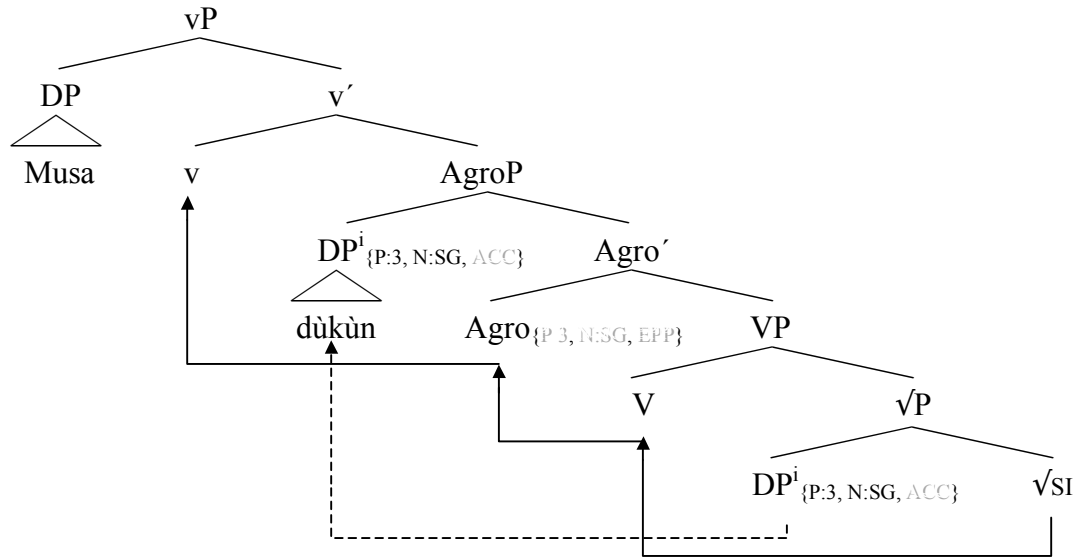 vP
DP v´
Musa v AgroP
DPⁱ{P:3, N:SG, ACC} Agro´
dùkùn Agro{P 3, N:SG, EPP} VP
V √P
DPⁱ{P:3, N:SG, ACC} √SI